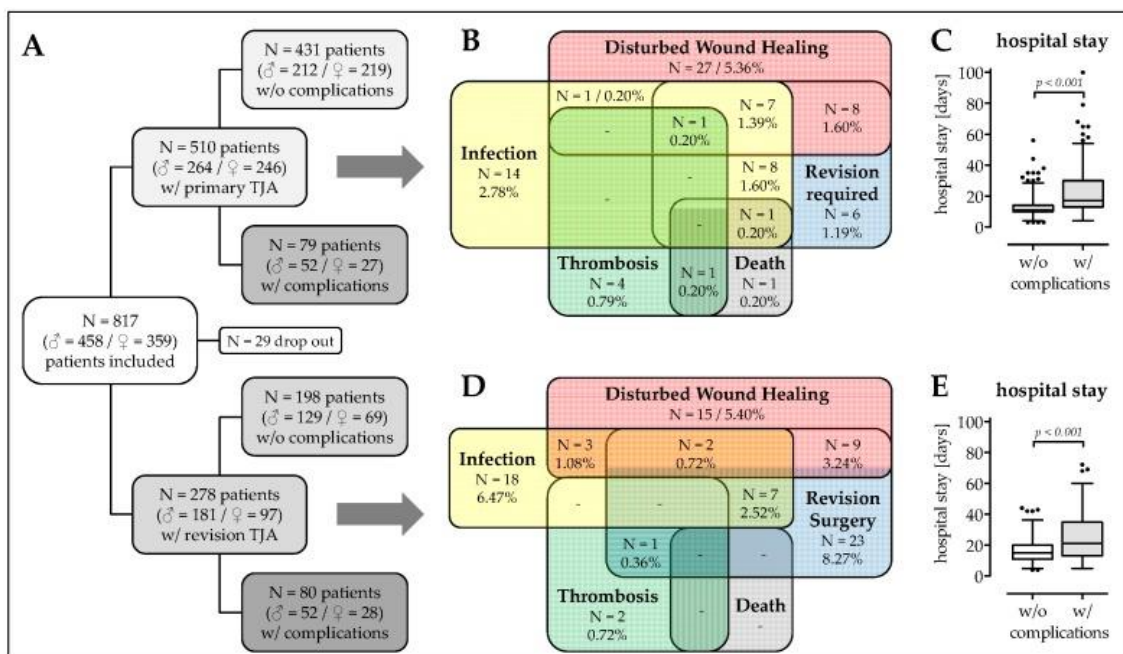 A
N = 431 patients
(♂ = 212 / ♀ = 219)
w/o complications
N = 510 patients
(♂ = 264 / ♀ = 246)
w/ primary TJA
N = 79 patients
(♂ = 52 / ♀ = 27)
w/ complications
N = 817
(♂ = 458 / ♀ = 359)
patients included
N = 29 drop out
N = 198 patients
(♂ = 129 / ♀ = 69)
w/o complications
N = 278 patients
(♂ = 181 / ♀ = 97)
w/ revision TJA
N = 80 patients
(♂ = 52 / ♀ = 28)
w/ complications
B
Disturbed Wound Healing
N = 27 / 5.36%
N = 1 / 0.20%
N = 7
1.39%
N = 8
1.60%
-
N = 1
0.20%
Infection
N = 14
2.78%
-
N = 8
1.60%
Revision
required
N = 6
1.19%
-
-
N = 1
0.20%
Thrombosis
N = 4
0.79%
N = 1
0.20%
Death
N = 1
0.20%
C
hospital stay
hospital stay [days]
100
80
60
40
20
0
p < 0.001
w/o w/
complications
D
Disturbed Wound Healing
N = 15 / 5.40%
N = 3
1.08%
N = 2
0.72%
N = 9
3.24%
Infection
N = 18
6.47%
- -
N = 7
2.52%
Revision
Surgery
N = 23
8.27%
N = 1
0.36%
- -
Thrombosis
N = 2
0.72%
-
Death
-
E
hospital stay
hospital stay [days]
100
80
60
40
20
0
p < 0.001
w/o w/
complications